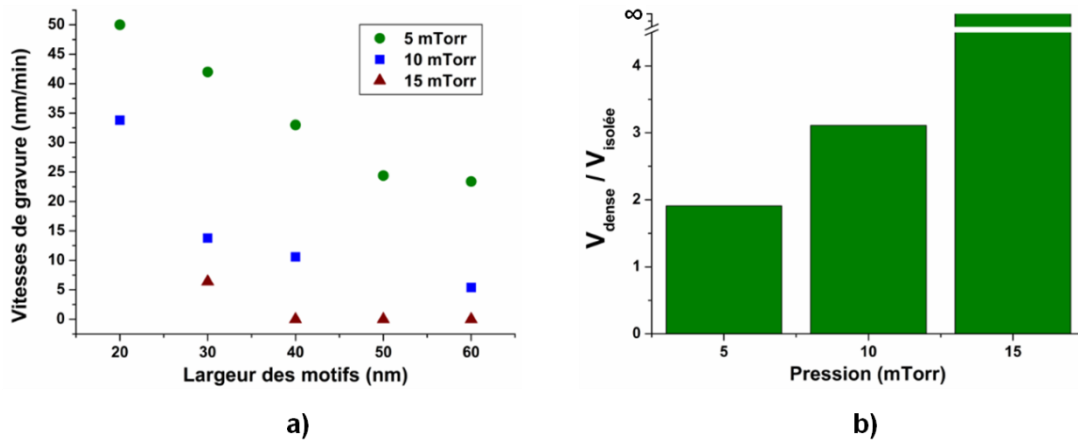 50
45
40
35
30
25
20
15
10
5
0
Vitesses de gravure (nm/min)
5 mTorr
10 mTorr
15 mTorr
20 30 40 50 60
Largeur des motifs (nm)
a)
∞
4
3
2
1
0
Vdense / Visolée
5 10 15
Pression (mTorr)
b)